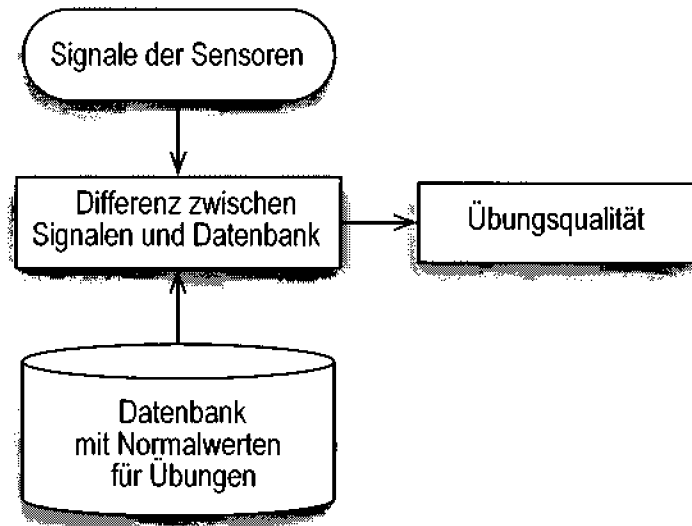 Signale der Sensoren
Differenz zwischen
Signalen und Datenbank
Übungsqualität
Datenbank
mit Normalwerten
für Übungen